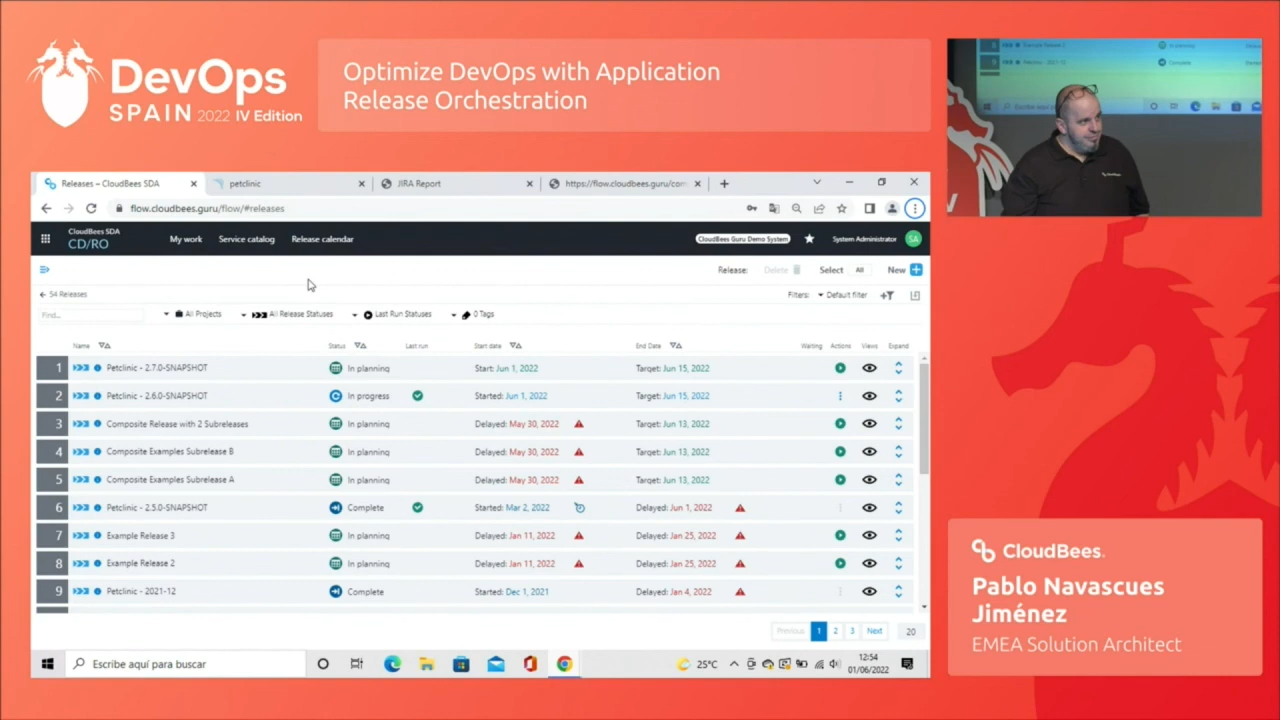 DevOps
SPAIN 2022 IV Edition
Optimize DevOps with Application
Release Orchestration
Releases – CloudBees SDA
petclinic
JIRA Report
https://flow.cloudbees.guru/com
flow.cloudbees.guru/flow/#releases
CloudBees SDA
CD/RO
My work
Service catalog
Release calendar
CloudBees Guru Demo System
System Administrator
SA
Release:
Delete
Select
All
New
54 Releases
Filters:
Default filter
Find...
All Projects
All Release Statuses
Last Run Statuses
0 Tags
Name Status Last run Start date End Date Waiting Actions Views Expand
1 Petclinic - 2.7.0-SNAPSHOT In planning Start: Jun 1, 2022 Target: Jun 15, 2022
2 Petclinic - 2.6.0-SNAPSHOT In progress Started: Jun 1, 2022 Target: Jun 15, 2022
3 Composite Release with 2 Subreleases In planning Delayed: May 30, 2022 Target: Jun 13, 2022
4 Composite Examples Subrelease B In planning Delayed: May 30, 2022 Target: Jun 13, 2022
5 Composite Examples Subrelease A In planning Delayed: May 30, 2022 Target: Jun 13, 2022
6 Petclinic - 2.5.0-SNAPSHOT Complete Started: Mar 2, 2022 Delayed: Jun 1, 2022
7 Example Release 3 In planning Delayed: Jan 11, 2022 Delayed: Jan 25, 2022
8 Example Release 2 In planning Delayed: Jan 11, 2022 Delayed: Jan 25, 2022
9 Petclinic - 2021-12 Complete Started: Dec 1, 2021 Delayed: Jan 4, 2022
Previous 1 2 3 Next 20
Escribe aquí para buscar
25°C
12:54
01/06/2022
CloudBees.
Pablo Navascues
Jiménez
EMEA Solution Architect